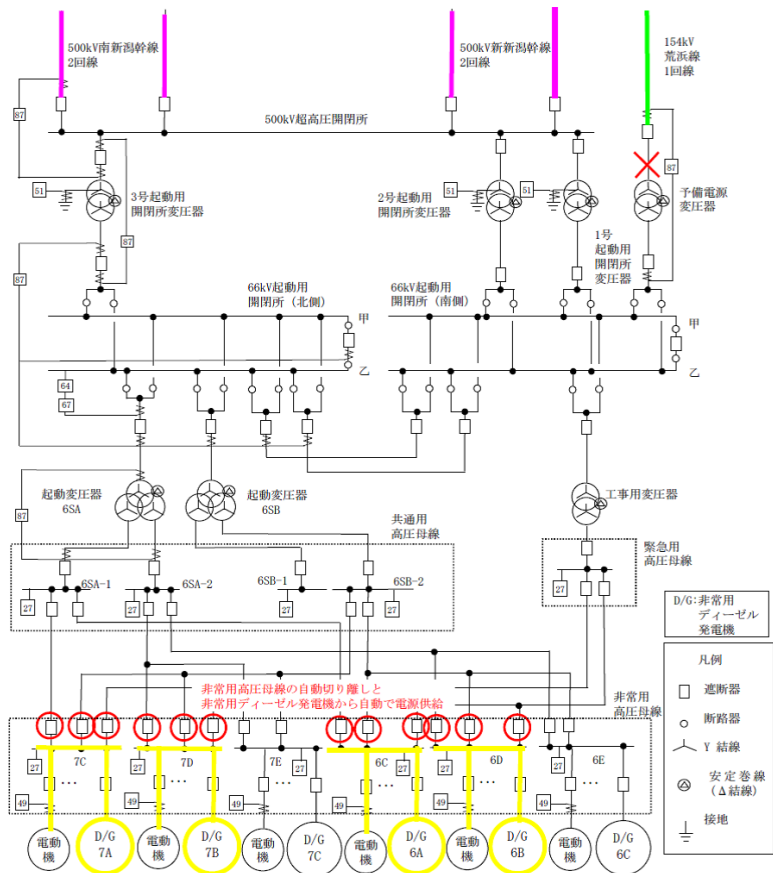 500kV南新潟幹線
2回線
500kV新新潟幹線
2回線
154kV
荒浜線
1回線
87
500kV超高圧開閉所
87
51
3号起動用
開閉所変圧器
87
2号起動用
開閉所変圧器
51
51
予備電源
変圧器
87
1号
起動用
開閉所
変圧器
66kV起動用
開閉所（北側）
66kV起動用
開閉所（南側）
甲
甲
乙
乙
64
67
起動変圧器
6SA
起動変圧器
6SB
工事用変圧器
87
共通用
高圧母線
緊急用
高圧母線
6SA-1
6SA-2
6SB-1
6SB-2
27
27
27
27
27
D/G：非常用
ディーゼル
発電機
凡例
遮断器
断路器
Y 結線
安定巻線
（Δ結線）
接地
非常用高圧母線の自動切り離しと
非常用ディーゼル発電機から自動で電源供給
非常用
高圧母線
7C
7D
7E
6C
6D
6E
27
27
27
27
27
27
...
...
...
...
...
...
49
49
49
49
49
49
電動
機
D/G
7A
電動
機
D/G
7B
電動
機
D/G
7C
電動
機
D/G
6A
電動
機
D/G
6B
電動
機
D/G
6C